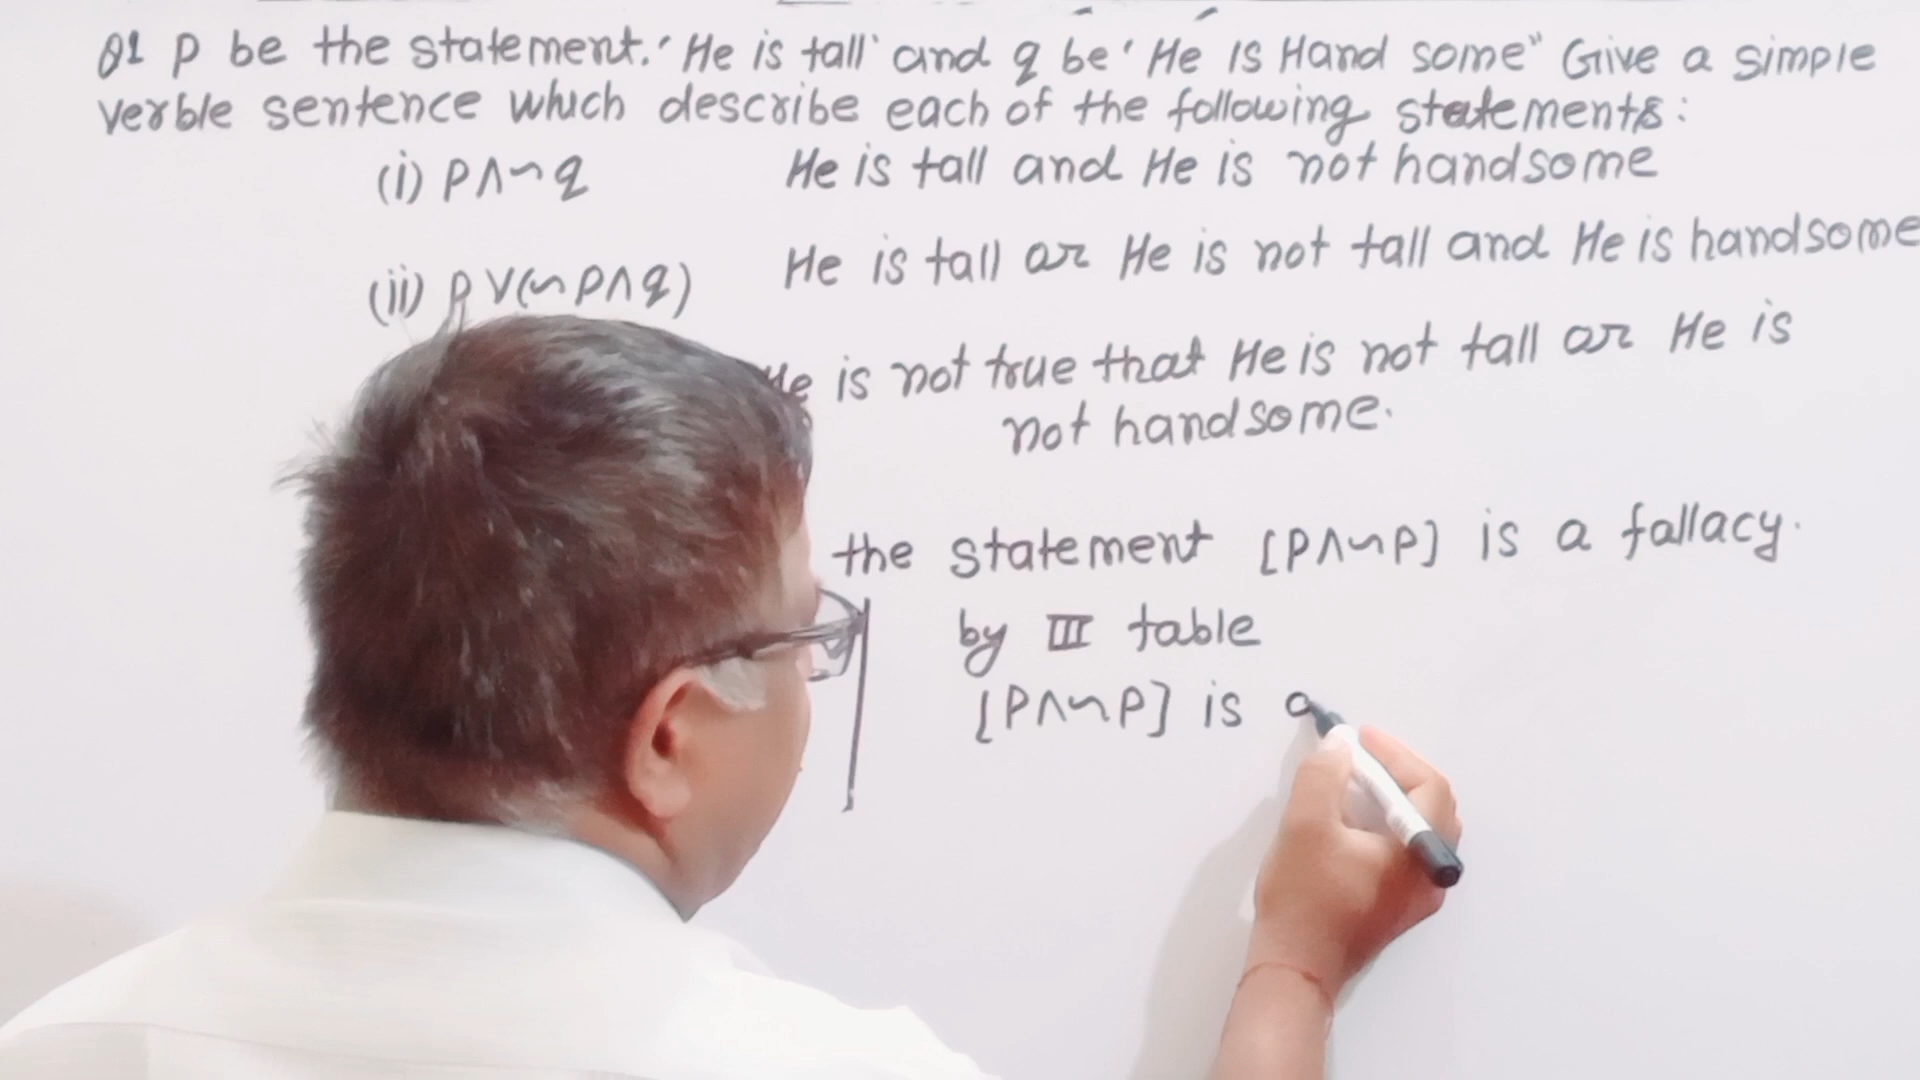 Q1 P be the statement. 'He is tall' and q be 'He is Hand some" Give a simple
verble sentence which describe each of the following statements:
(i) P∧~q He is tall and He is not handsome
(ii) P∨(~P∧q) He is tall or He is not tall and He is handsome
He is not true that He is not tall or He is
not handsome.
the statement [P∧~P] is a fallacy.
by III table
[P∧~P] is a